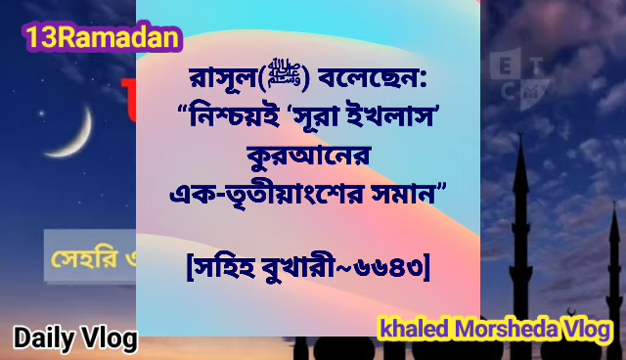 13Ramadan
রাসূল(ﷺ) বলেছেন:
“নিশ্চয়ই ‘সূরা ইখলাস’
কুরআনের
এক-তৃতীয়াংশের সমান”
[সহিহ বুখারী~৬৬৪৩]
সেহরি
Daily Vlog
khaled Morsheda Vlog
E T
C